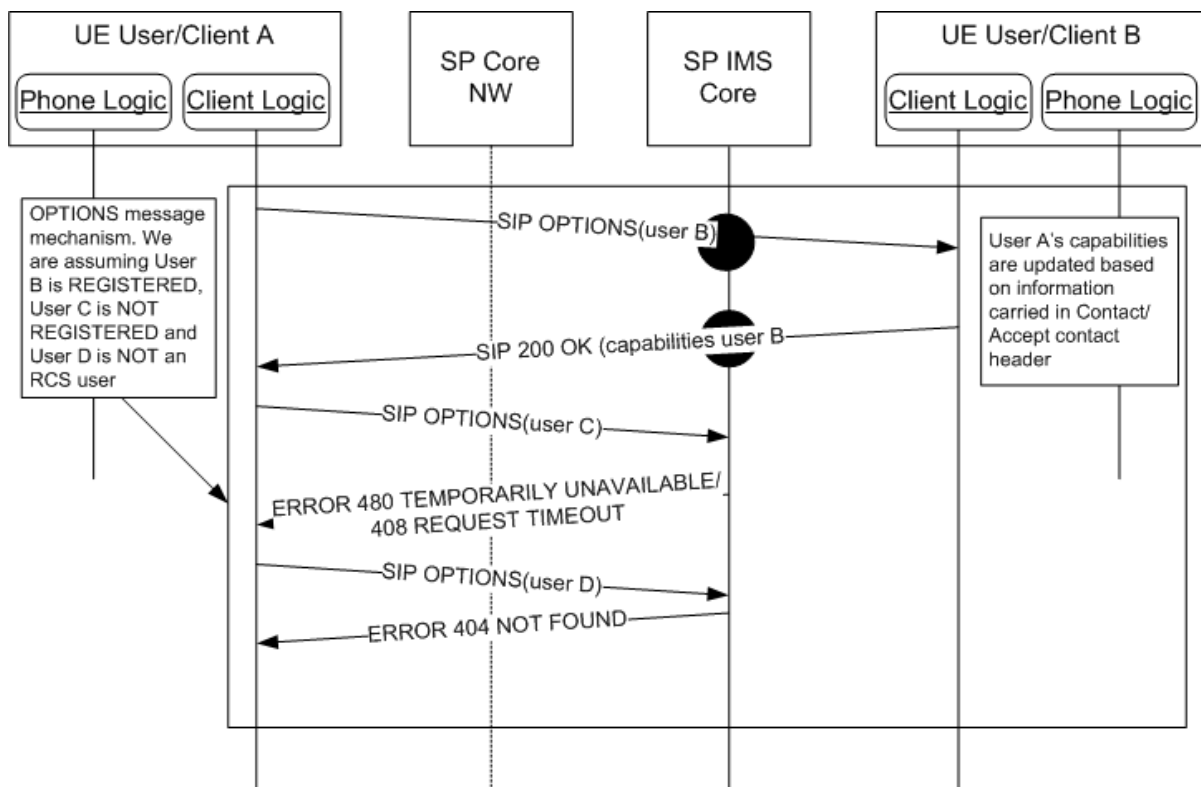 UE User/Client A
Phone Logic
Client Logic
SP Core
NW
SP IMS
Core
UE User/Client B
Client Logic
Phone Logic
OPTIONS message
mechanism. We
are assuming User
B is REGISTERED,
User C is NOT
REGISTERED and
User D is NOT an
RCS user
SIP OPTIONS(user B)
User A's capabilities
are updated based
on information
carried in Contact/
Accept contact
header
SIP 200 OK (capabilities user B
SIP OPTIONS(user C)
ERROR 480 TEMPORARILY UNAVAILABLE/
408 REQUEST TIMEOUT
SIP OPTIONS(user D)
ERROR 404 NOT FOUND